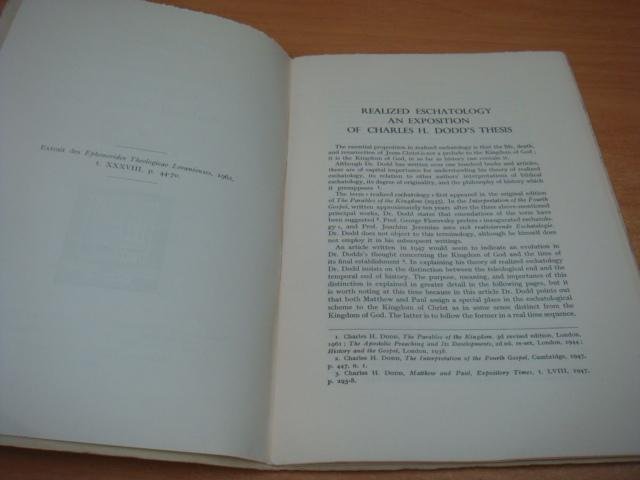 Extrait des Ephemerides Theologicae Lovanienses, 1962,
t. XXXVIII, p. 44-70.
REALIZED ESCHATOLOGY
AN EXPOSITION
OF CHARLES H. DODD'S THESIS
The essential proposition in realized eschatology is that the life, death,
and resurrection of Jesus Christ is not a prelude to the Kingdom of God ;
it is the Kingdom of God, in so far as history can contain it.
Although Dr. Dodd has written over one hundred books and articles,
three are of capital importance for understanding his theory of realized
eschatology, its relation to other authors' interpretations of biblical
eschatology, its degree of originality, and the philosophy of history which
it presupposes 1.
The term « realized eschatology » first appeared in the original edition
of The Parables of the Kingdom (1935). In the Interpretation of the Fourth
Gospel, written approximately ten years after the three above-mentioned
principal works, Dr. Dodd states that emendations of the term have
been suggested 2. Prof. George Florovsky prefers « inaugurated eschatolo-
gy », and Prof. Joachim Jeremias uses sich realisierende Eschatologie.
Dr. Dodd does not object to this terminology, although he himself does
not employ it in his subsequent writings.
An article written in 1947 would seem to indicate an evolution in
Dr. Dodd's thought concerning the Kingdom of God and the time of
its final establishment 3. In explaining his theory of realized eschatology
Dr. Dodd insists on the distinction between the teleological end and the
temporal end of history. The purpose, meaning, and importance of this
distinction is explained in greater detail in the following pages, but it is
worth noting at this time because in this article Dr. Dodd points out
that both Matthew and Paul assign a special place in the eschatological
scheme to the Kingdom of Christ as in some sense distinct from the
Kingdom of God. The latter is to follow the former in a real time sequence.
1. Charles H. DODD, The Parables of the Kingdom, 3d revised edition, London,
1961 ; The Apostolic Preaching and Its Developments, 2d ed. re-set, London, 1944 ;
History and the Gospel, London, 1938.
2. Charles H. DODD, The Interpretation of the Fourth Gospel, Cambridge, 1947,
p. 447, n. 1.
3. Charles H. DODD, Matthew and Paul, Expository Times, t. LVIII, 1947,
p. 293-8.